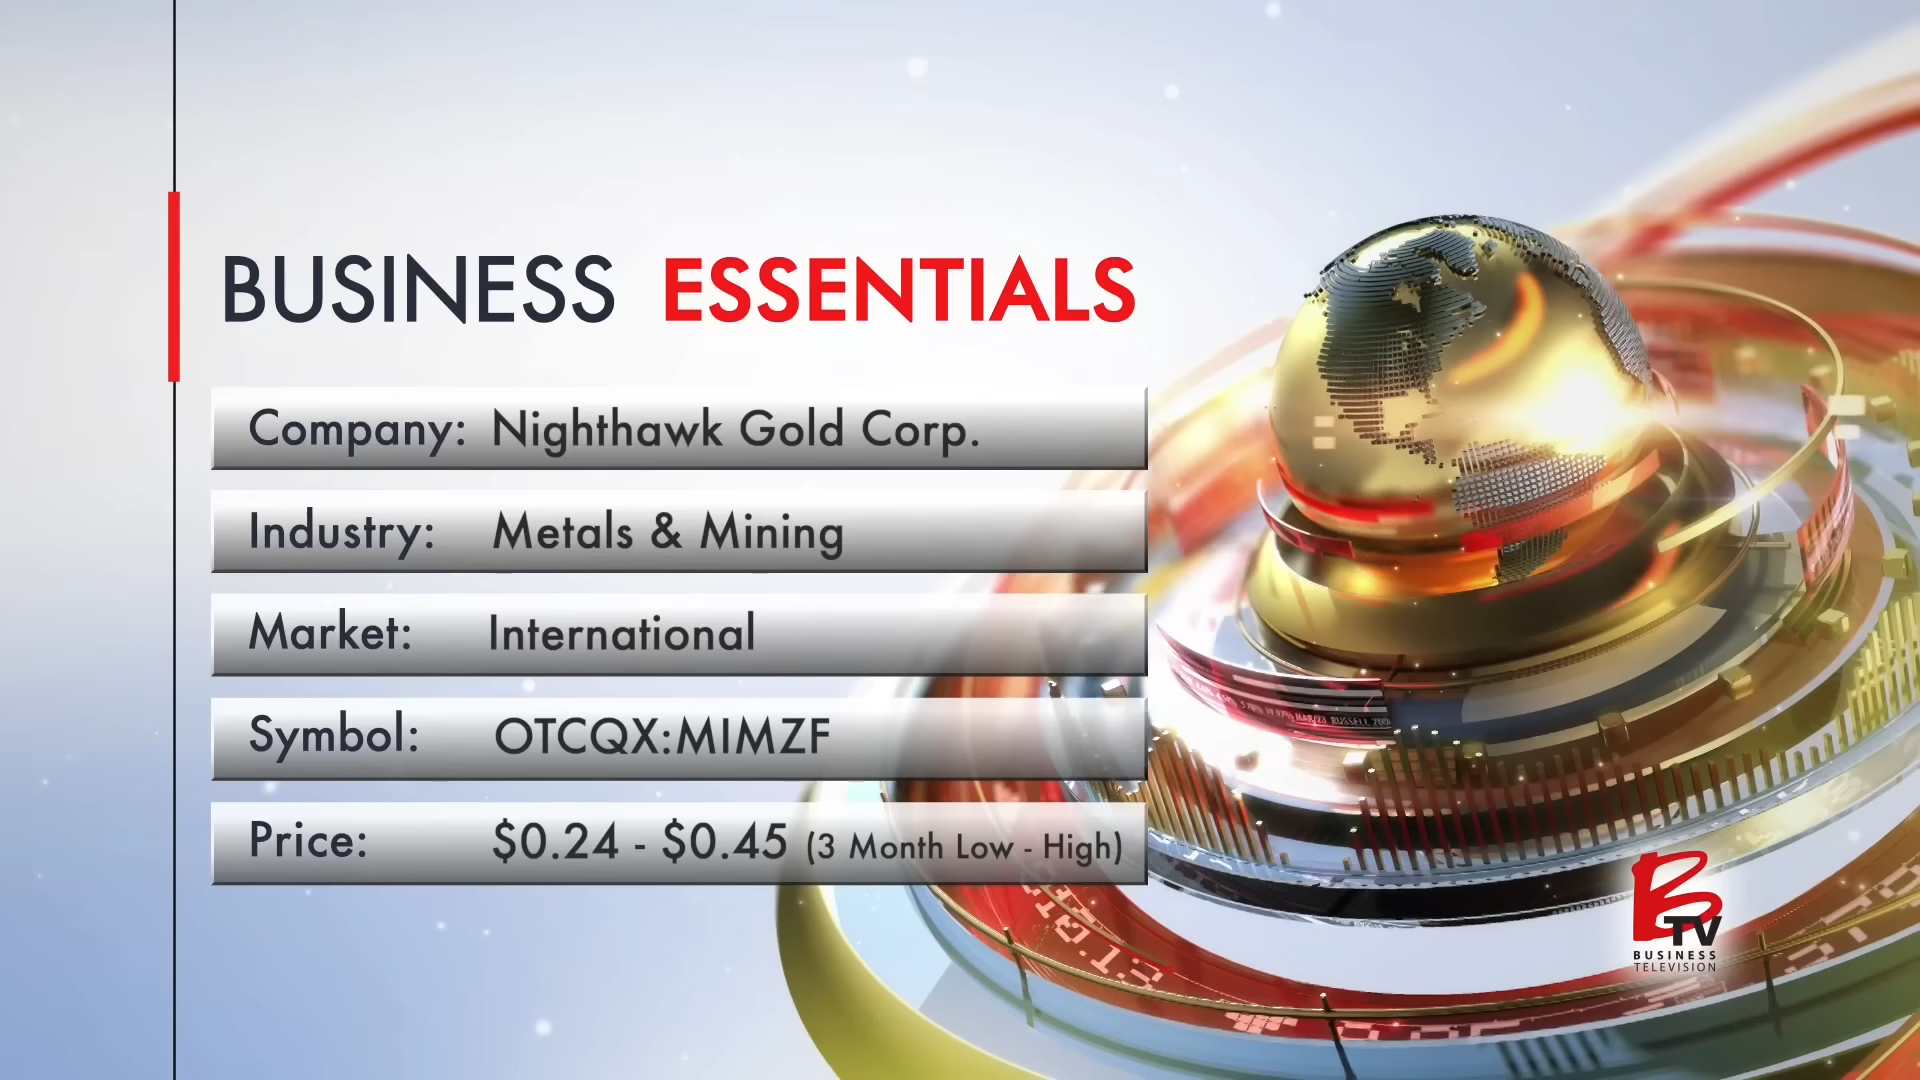 BUSINESS ESSENTIALS
Company: Nighthawk Gold Corp.
Industry: Metals & Mining
Market: International
Symbol: OTCQX:MIMZF
Price: $0.24 - $0.45 (3 Month Low - High)
BTV
BUSINESS
TELEVISION